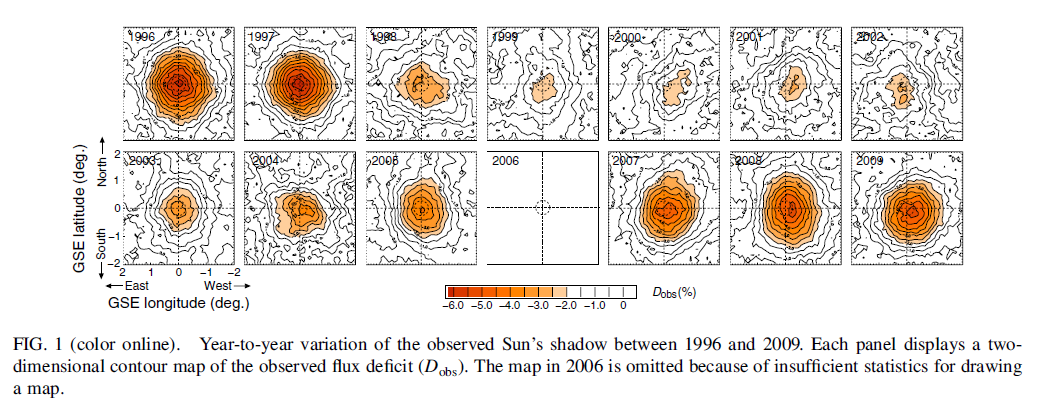 1996 1997 1998 1999 2000 2001 2002
2003 2004 2005 2006 2007 2008 2009
GSE latitude (deg.)
North
South
2
1
0
−1
−2
2 1 0 −1 −2
East West
GSE longitude (deg.)
−6.0 −5.0 −4.0 −3.0 −2.0 −1.0 0
Dobs(%)
FIG. 1 (color online). Year-to-year variation of the observed Sun's shadow between 1996 and 2009. Each panel displays a two-
dimensional contour map of the observed flux deficit (Dobs). The map in 2006 is omitted because of insufficient statistics for drawing
a map.